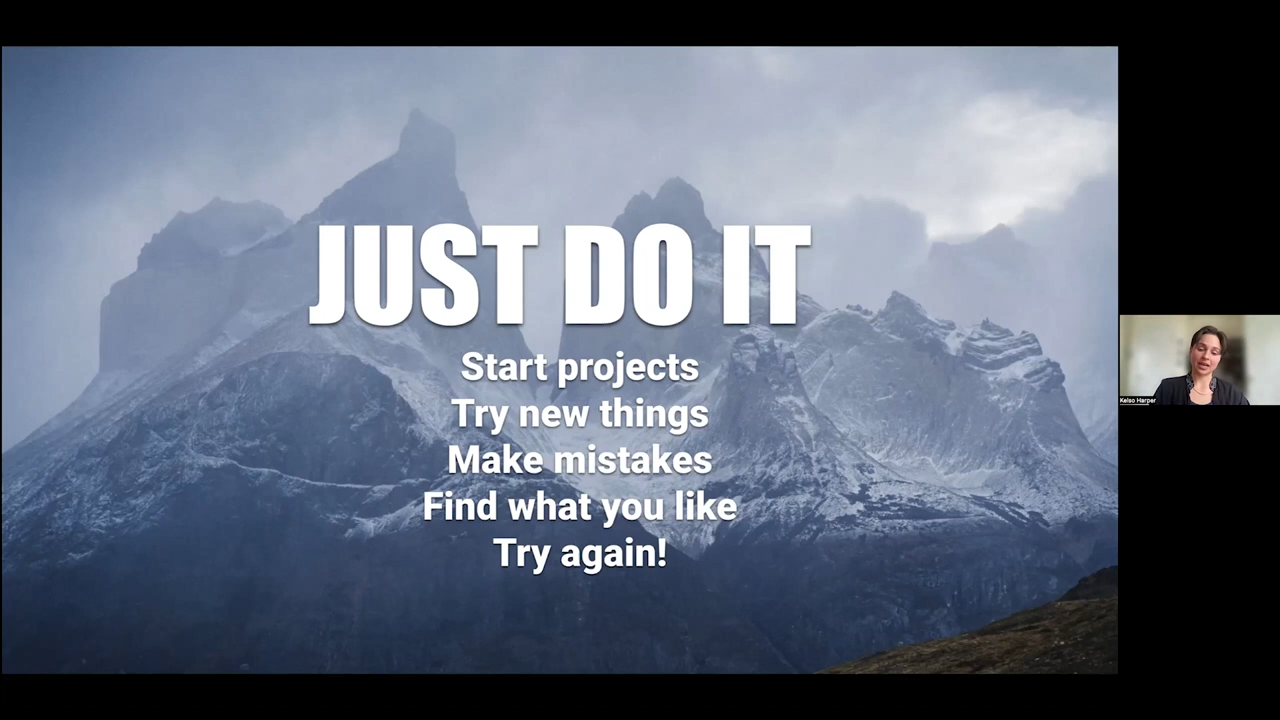 JUST DO IT
Start projects
Try new things
Make mistakes
Find what you like
Try again!
Kelso Harper